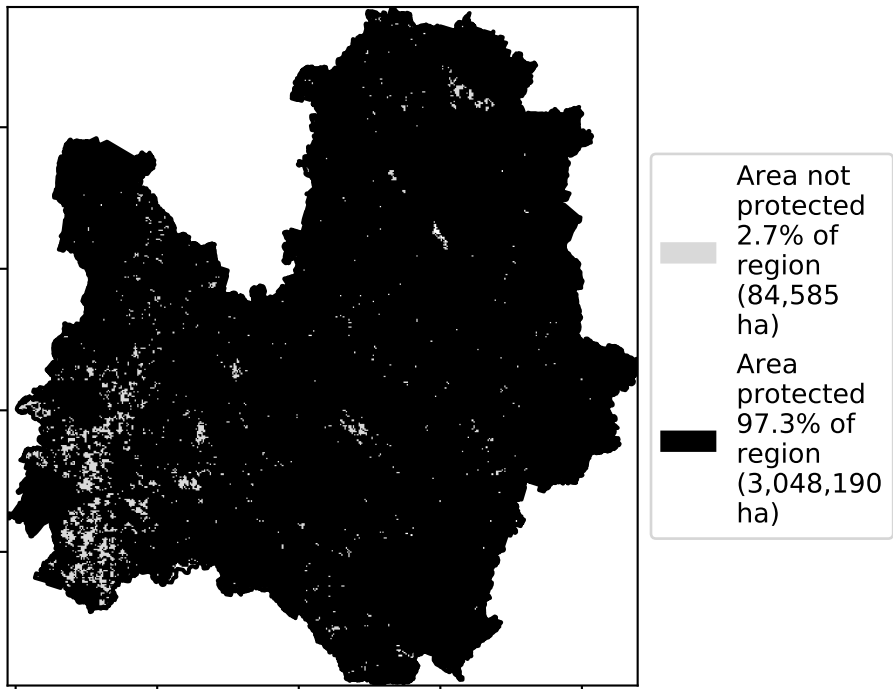 Area not
protected
2.7% of
region
(84,585
ha)
Area
protected
97.3% of
region
(3,048,190
ha)